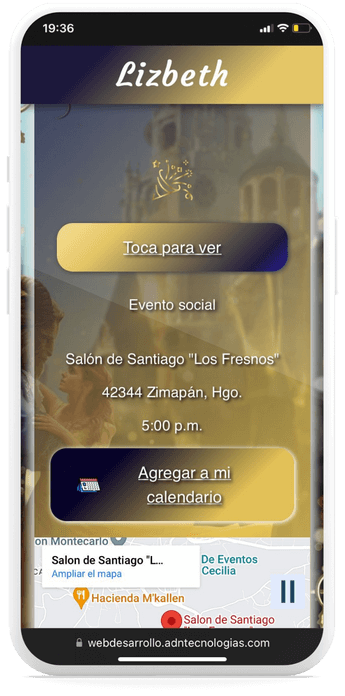 19:36
Lizbeth
Toca para ver
Evento social
Salón de Santiago "Los Fresnos"
42344 Zimapán, Hgo.
5:00 p.m.
Agregar a mi
calendario
on Montecarlo
Salon de Santiago "L...
Ampliar el mapa
De Eventos
Cecilia
Hacienda M'kallen
Salon de Santiago
"Los Fresnos"
webdesarrollo.adntecnologias.com